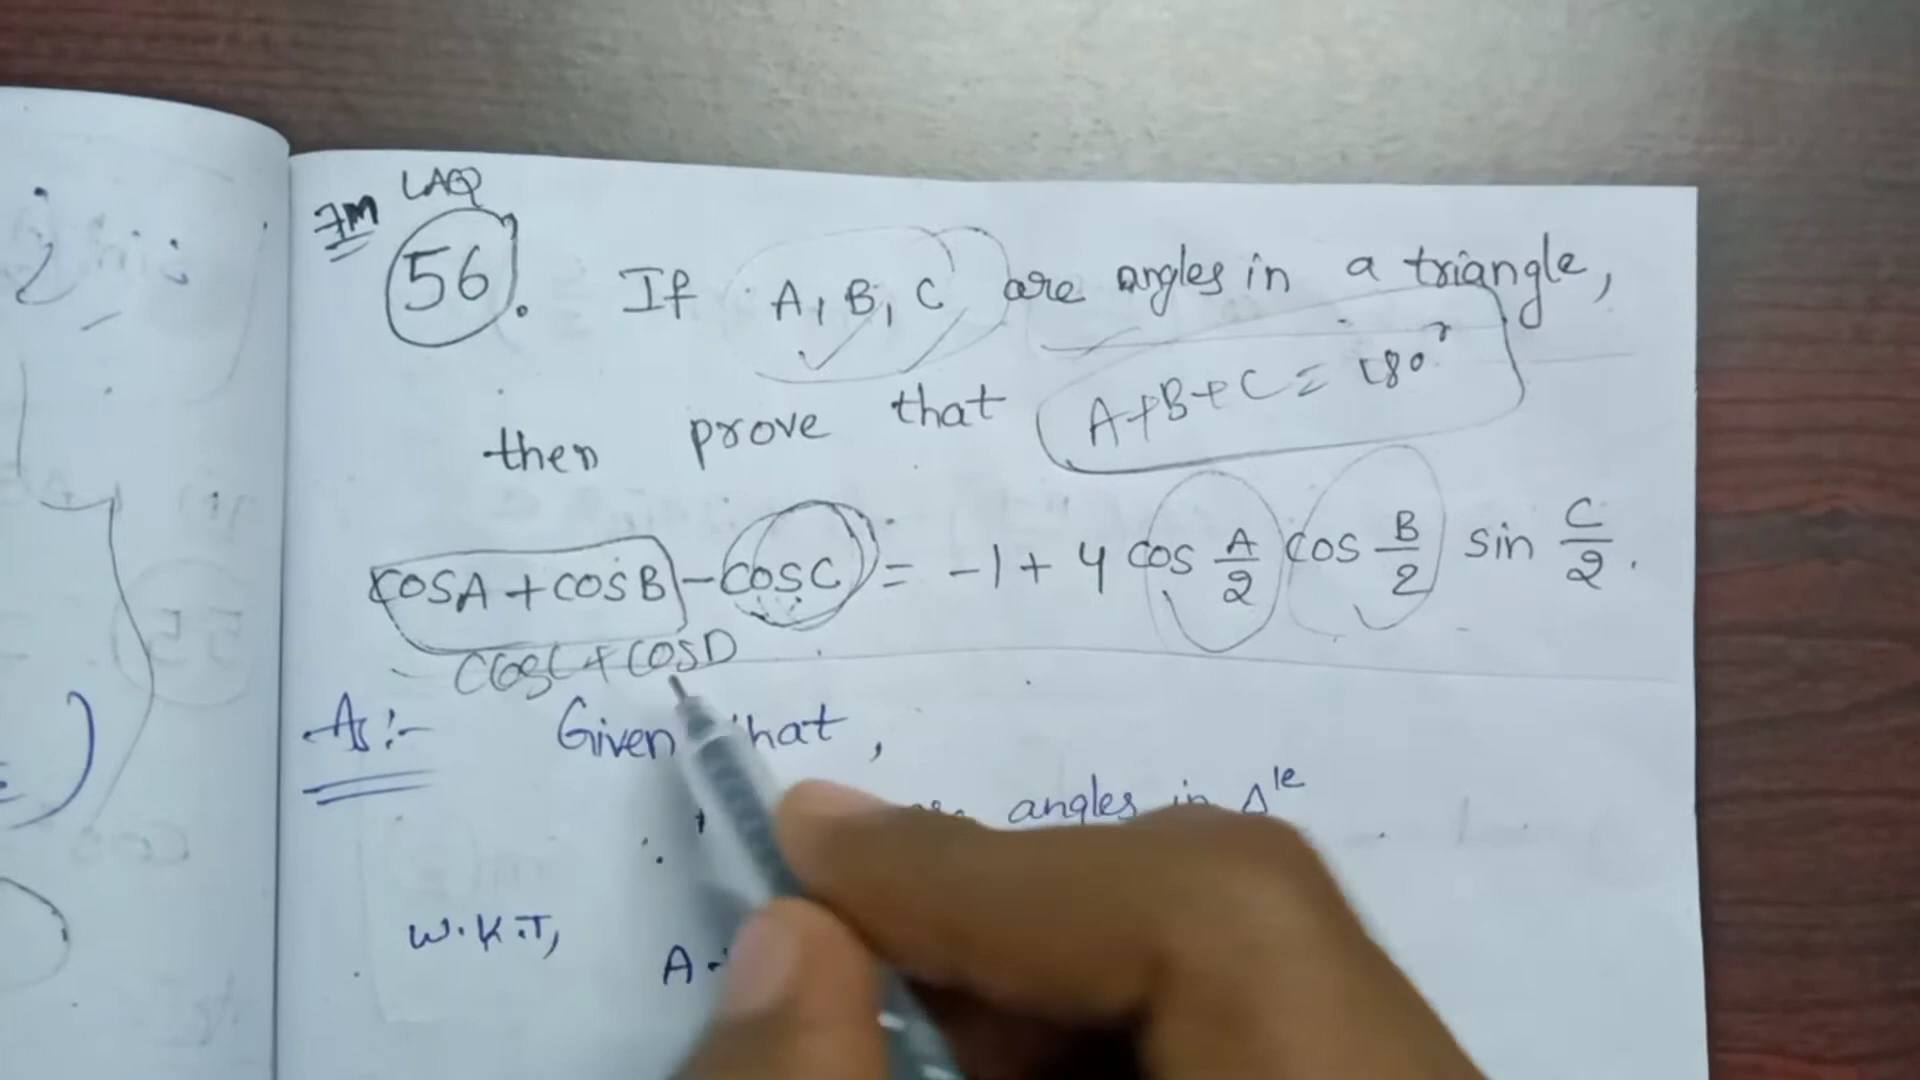 7M LAQ
56. If A, B, C are angles in a triangle,
then prove that A+B+C = 180°
cosA + cosB - cosC = -1 + 4 cos A/2 cos B/2 sin C/2.
cosC + cosD
As:- Given that,
angles in Δle
W.K.T,
A+